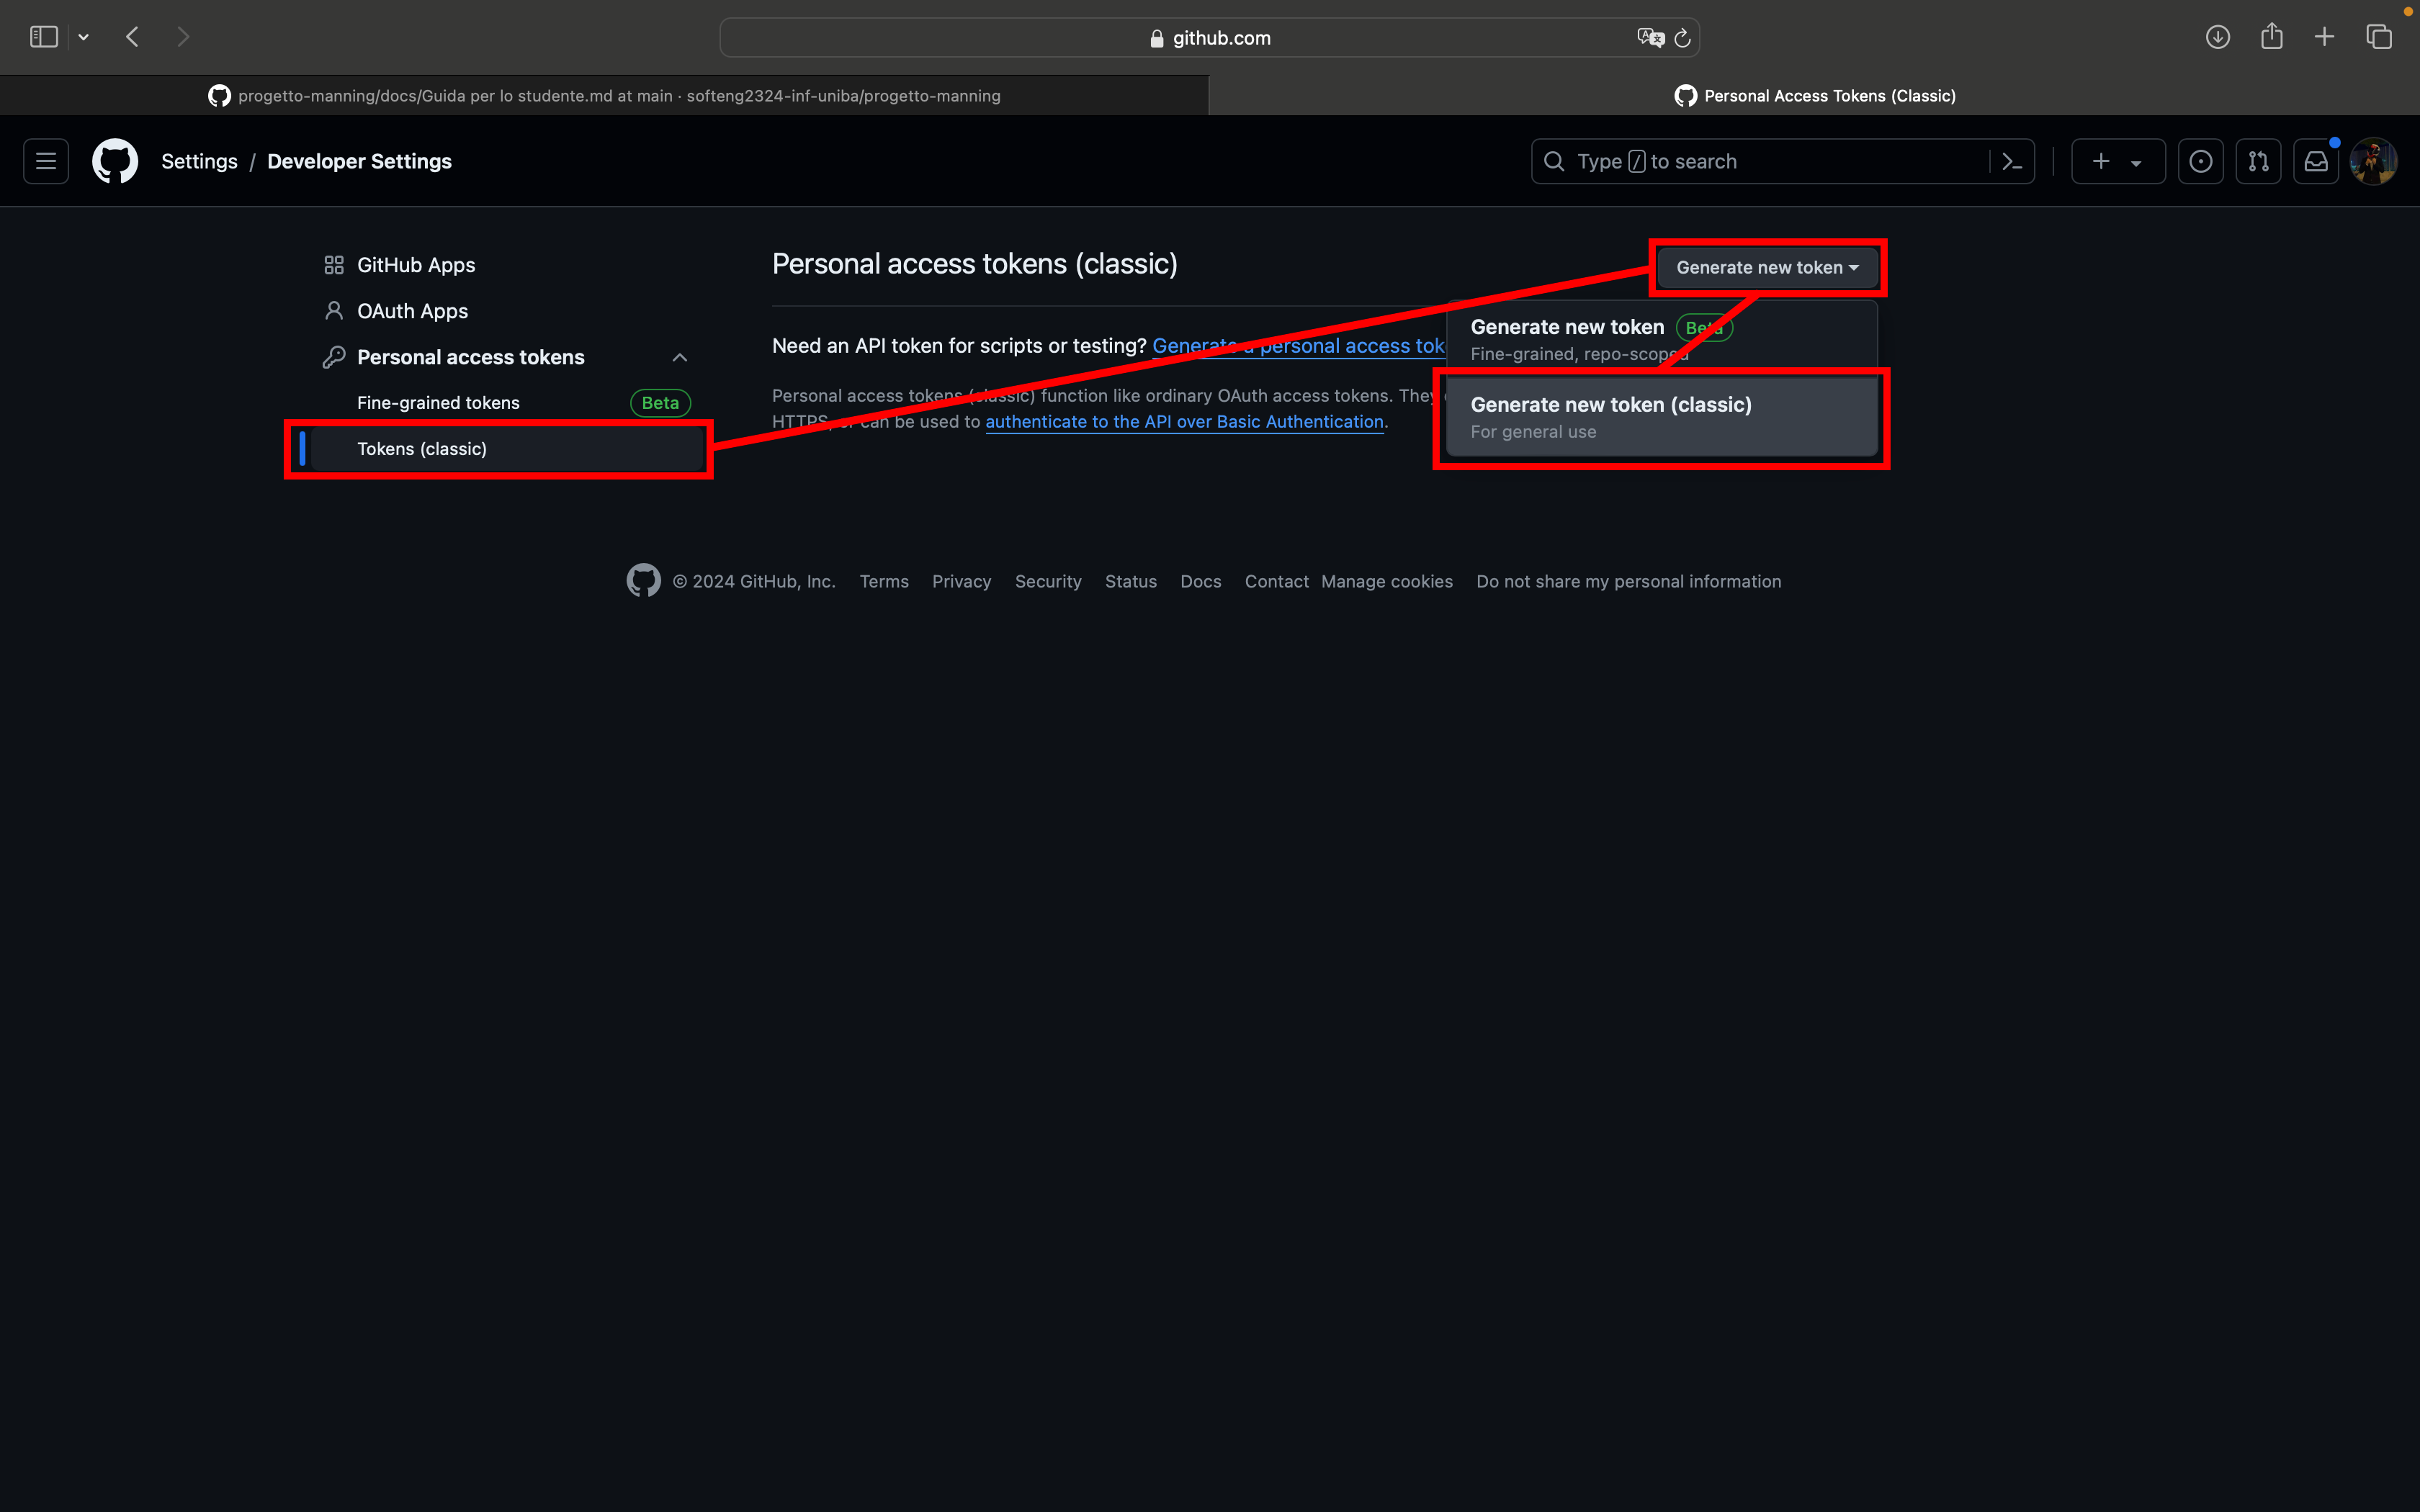 github.com
progetto-manning/docs/Guida per lo studente.md at main · softeng2324-inf-uniba/progetto-manning
Personal Access Tokens (Classic)
Settings / Developer Settings
Type / to search
GitHub Apps
OAuth Apps
Personal access tokens
Fine-grained tokens Beta
Tokens (classic)
Personal access tokens (classic)
Generate new token
Need an API token for scripts or testing? Generate a personal access tok
Personal access tokens (classic) function like ordinary OAuth access tokens. They
HTTPS, or can be used to authenticate to the API over Basic Authentication.
Generate new token Beta
Fine-grained, repo-scoped
Generate new token (classic)
For general use
© 2024 GitHub, Inc. Terms Privacy Security Status Docs Contact Manage cookies Do not share my personal information